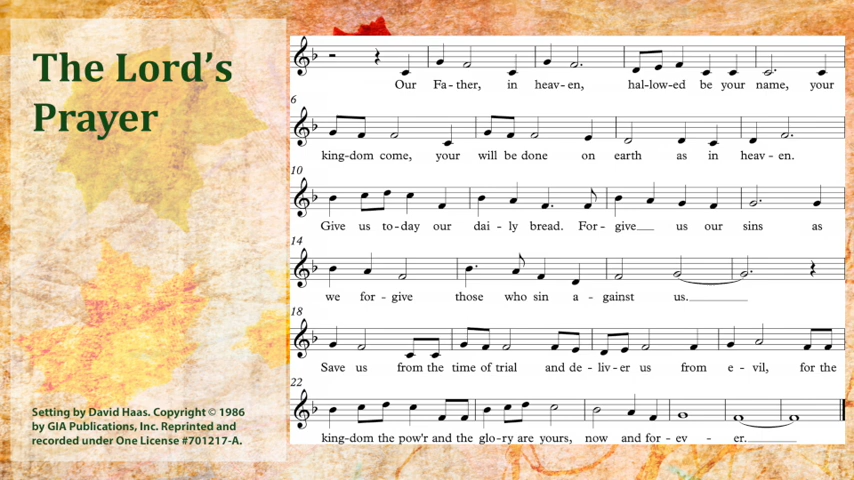 The Lord's
Prayer
Setting by David Haas. Copyright © 1986
by GIA Publications, Inc. Reprinted and
recorded under One License #701217-A.
Our Fa - ther, in heav - en, hal-low-ed be your name, your
6
king-dom come, your will be done on earth as in heav - en.
10
Give us to-day our dai - ly bread. For - give us our sins as
14
we for - give those who sin a - gainst us.
18
Save us from the time of trial and de - liv - er us from e - vil, for the
22
king-dom the pow'r and the glo-ry are yours, now and for - ev - er.